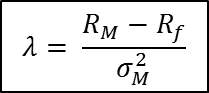 λ = (R_M − R_f) / σ_M^2